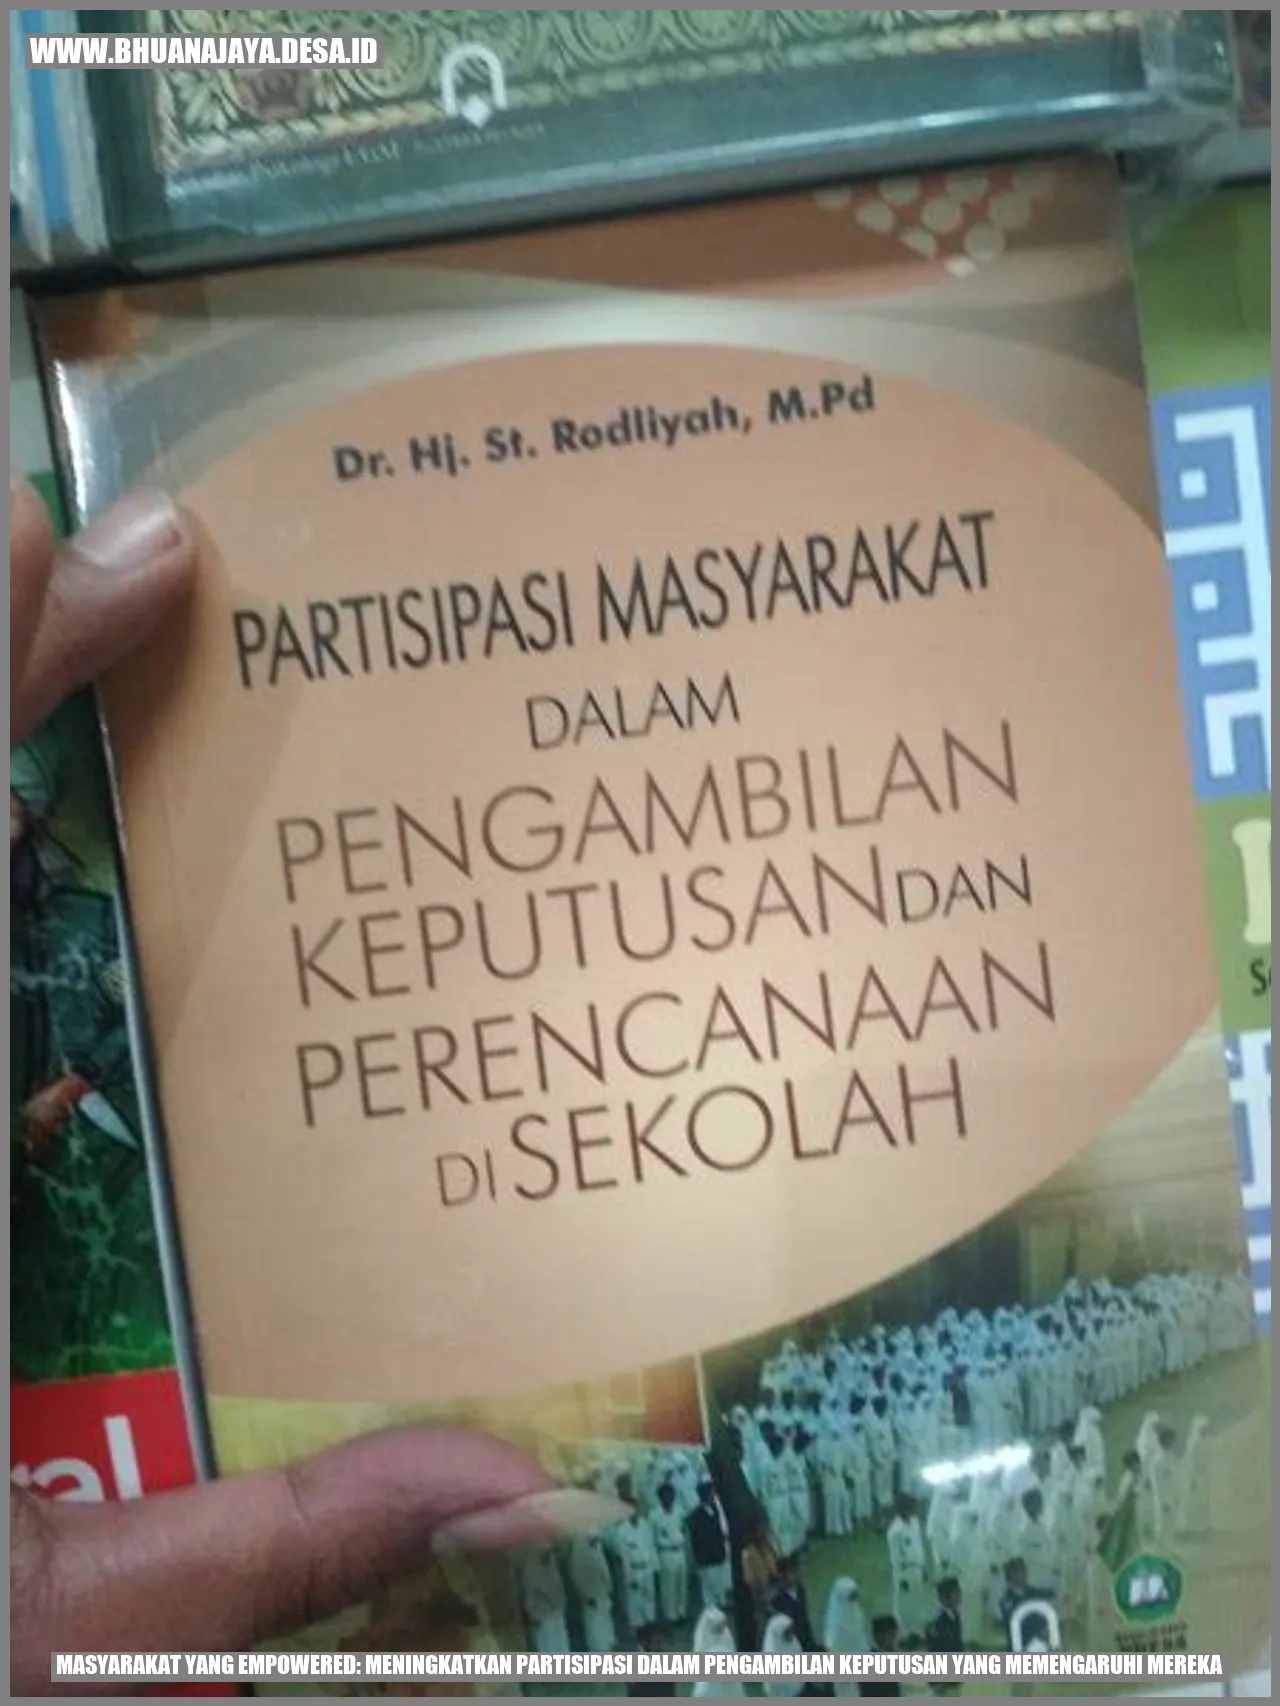 WWW.BHUANAJAYA.DESA.ID
Dr. Hj. St. Rodliyah, M.Pd
PARTISIPASI MASYARAKAT
DALAM
PENGAMBILAN
KEPUTUSAN DAN
PERENCANAAN
DI SEKOLAH
ral
MASYARAKAT YANG EMPOWERED: MENINGKATKAN PARTISIPASI DALAM PENGAMBILAN KEPUTUSAN YANG MEMENGARUHI MEREKA